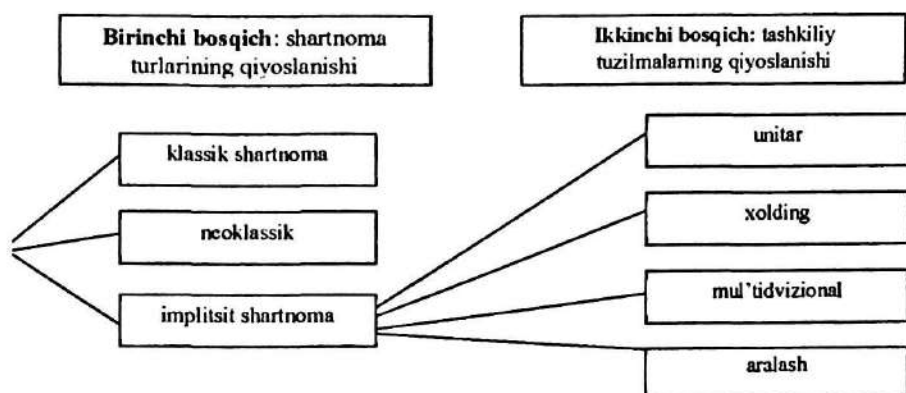 Birinchi bosqich: shartnoma
turlarining qiyoslanishi
Ikkinchi bosqich: tashkiliy
tuzilmalarning qiyoslanishi
klassik shartnoma
neoklassik
implitsit shartnoma
unitar
xolding
mul'tidvizional
aralash